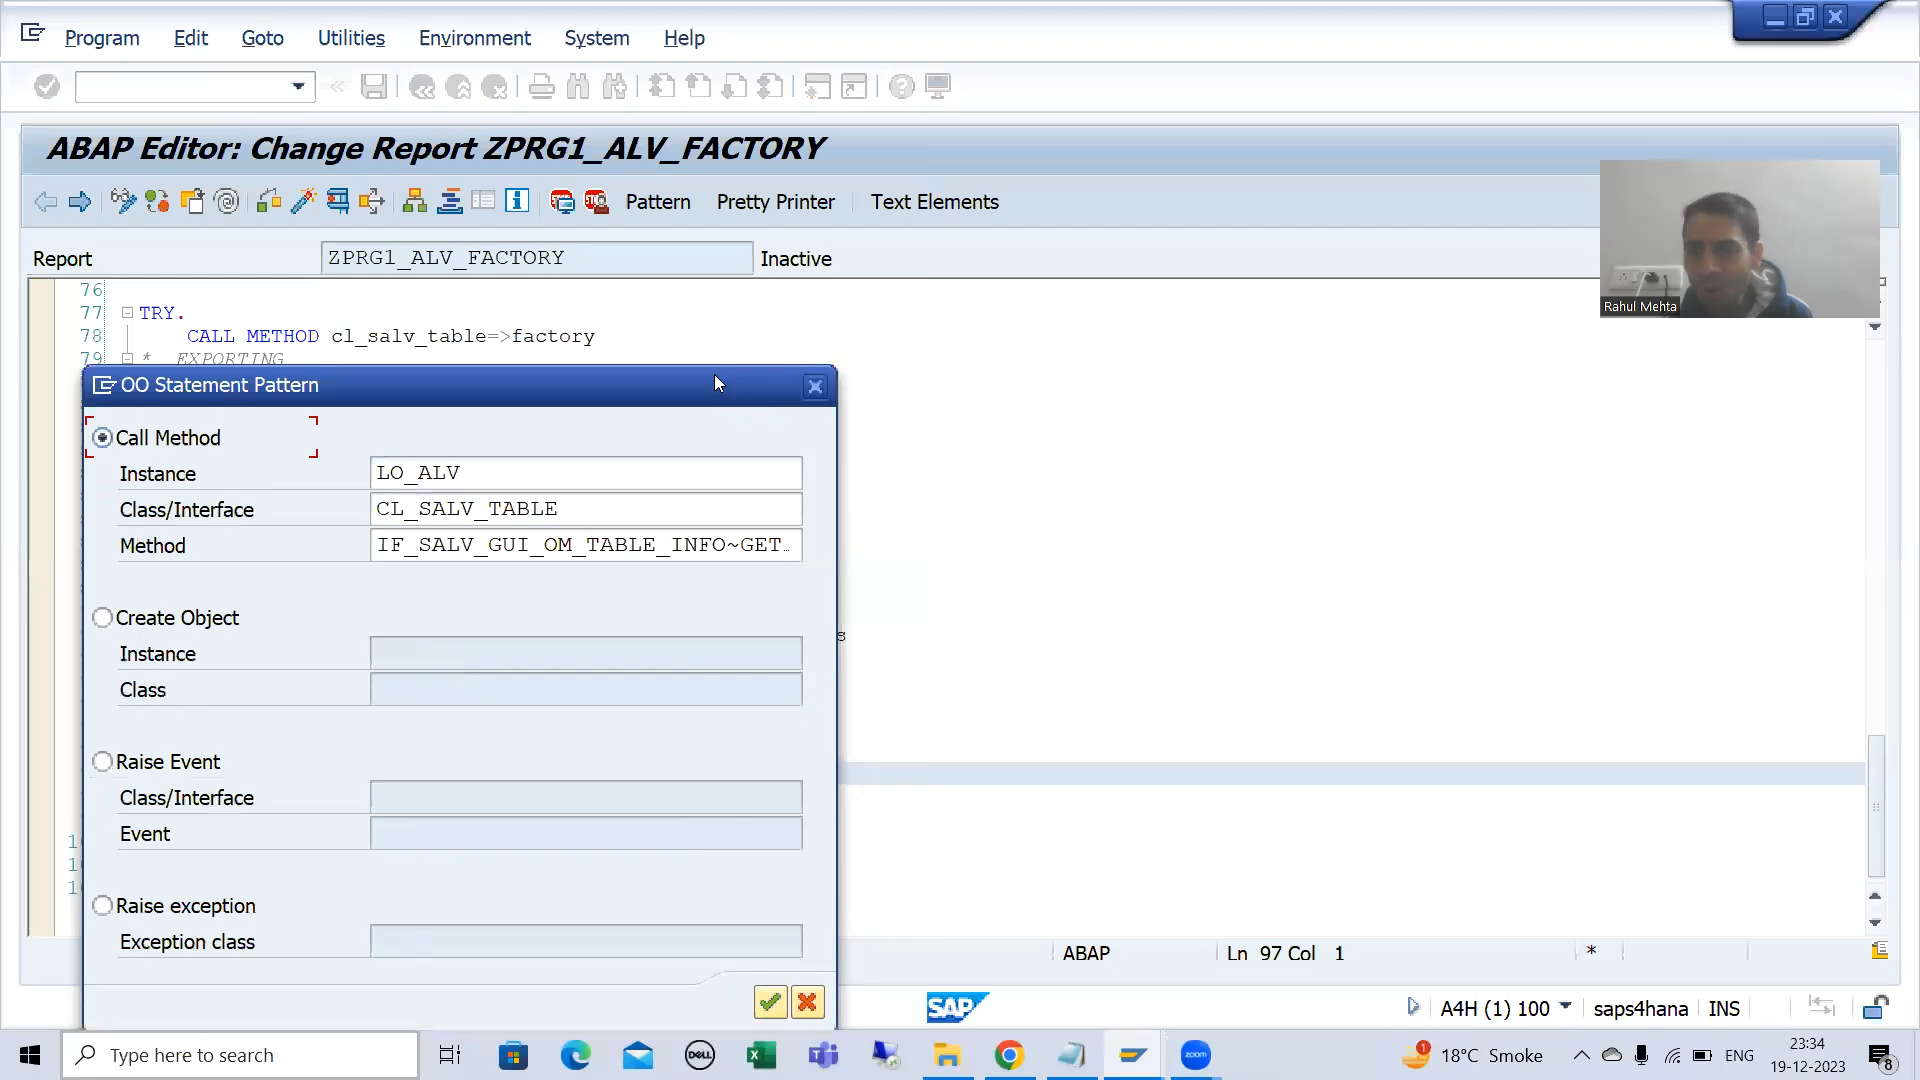 Program Edit Goto Utilities Environment System Help
ABAP Editor: Change Report ZPRG1_ALV_FACTORY
Pattern Pretty Printer Text Elements
Report ZPRG1_ALV_FACTORY Inactive
Rahul Mehta
76
77 TRY.
78 CALL METHOD cl_salv_table=>factory
79 * EXPORTING
OO Statement Pattern
Call Method
Instance LO_ALV
Class/Interface CL_SALV_TABLE
Method IF_SALV_GUI_OM_TABLE_INFO~GET…
Create Object
s
Instance
Class
Raise Event
Class/Interface
Event
Raise exception
Exception class
ABAP Ln 97 Col 1 *
SAP A4H (1) 100 saps4hana INS
Type here to search DELL zoom 1 18°C Smoke ENG 23:34
19-12-2023 8